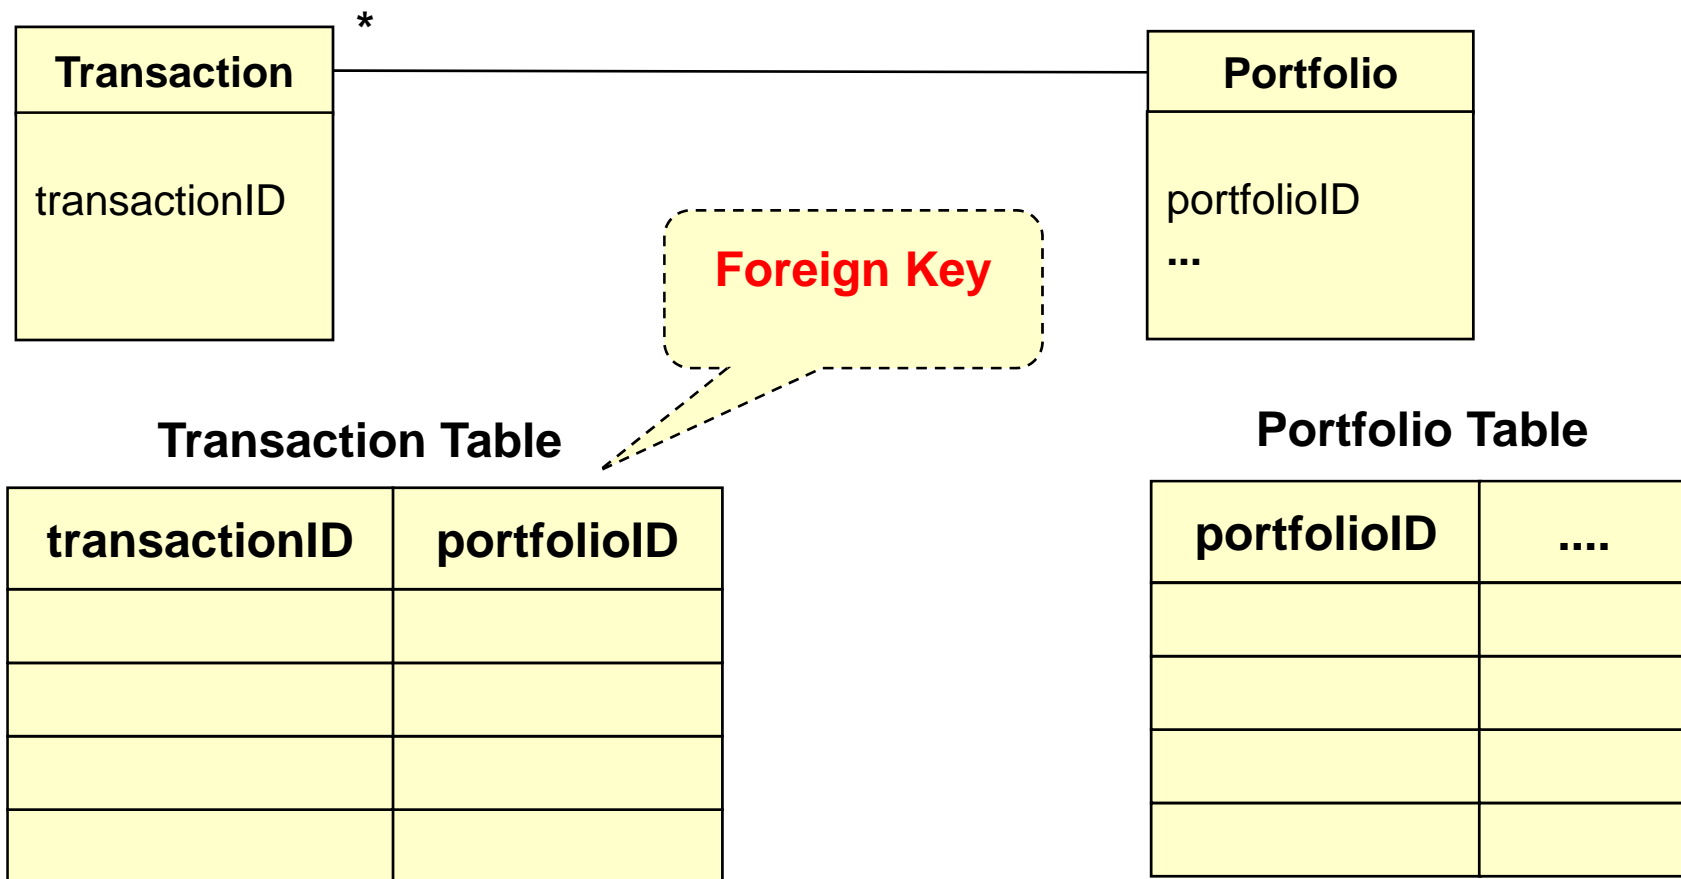 *
Transaction
Portfolio
transactionID
portfolioID
...
Foreign Key
Transaction Table
Portfolio Table
transactionID portfolioID
portfolioID ....